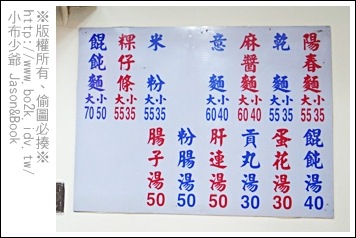 陽春麵 大小 55 35
乾麵 大小 55 35
麻醬麵 大小 60 40
意麵 大小 60 40
米粉 大小 55 35
粿仔條 大小 55 35
餛飩麵 大小 70 50
餛飩湯 40
蛋花湯 30
貢丸湯 30
肝連湯 50
粉腸湯 50
腸子湯 50
※版權所有，偷圖必揍※
http://www.bo2k.idv.tw/
小布少爺 Jason&Book